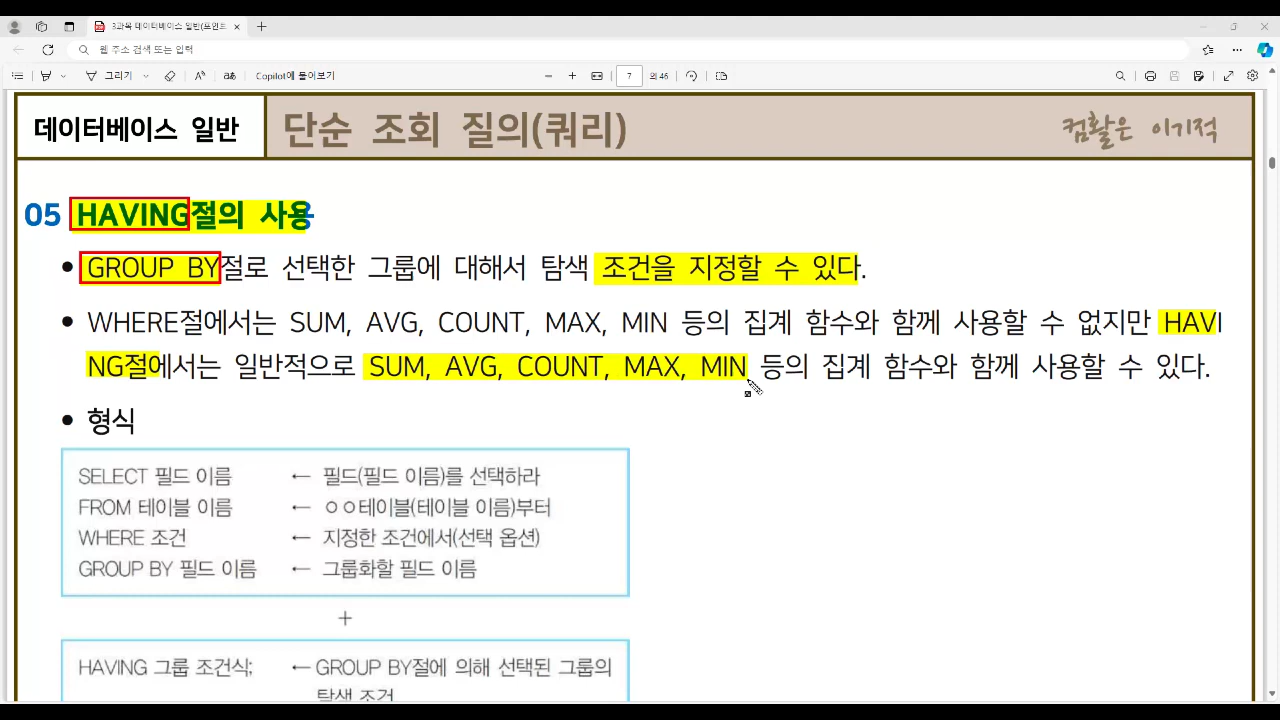 3과목 데이터베이스 일반(포인트
웹 주소 검색 또는 입력
그리기
Copilot에 물어보기
7 의 46
데이터베이스 일반
단순 조회 질의(쿼리)
컴활은 이기적
05 HAVING절의 사용
• GROUP BY절로 선택한 그룹에 대해서 탐색 조건을 지정할 수 있다.
• WHERE절에서는 SUM, AVG, COUNT, MAX, MIN 등의 집계 함수와 함께 사용할 수 없지만 HAVI
NG절에서는 일반적으로 SUM, AVG, COUNT, MAX, MIN 등의 집계 함수와 함께 사용할 수 있다.
• 형식
SELECT 필드 이름 ← 필드(필드 이름)를 선택하라
FROM 테이블 이름 ← ㅇㅇ테이블(테이블 이름)부터
WHERE 조건 ← 지정한 조건에서(선택 옵션)
GROUP BY 필드 이름 ← 그룹화할 필드 이름
+
HAVING 그룹 조건식; ← GROUP BY절에 의해 선택된 그룹의
탐색 조건